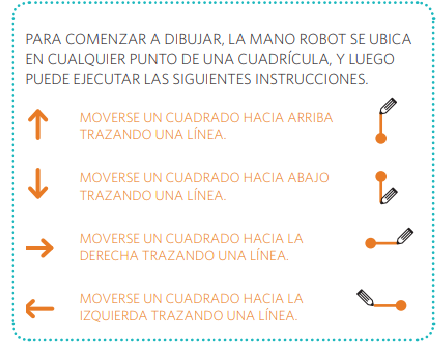 PARA COMENZAR A DIBUJAR, LA MANO ROBOT SE UBICA
EN CUALQUIER PUNTO DE UNA CUADRÍCULA, Y LUEGO
PUEDE EJECUTAR LAS SIGUIENTES INSTRUCCIONES.
MOVERSE UN CUADRADO HACIA ARRIBA
TRAZANDO UNA LÍNEA.
MOVERSE UN CUADRADO HACIA ABAJO
TRAZANDO UNA LÍNEA.
MOVERSE UN CUADRADO HACIA LA
DERECHA TRAZANDO UNA LÍNEA.
MOVERSE UN CUADRADO HACIA LA
IZQUIERDA TRAZANDO UNA LÍNEA.